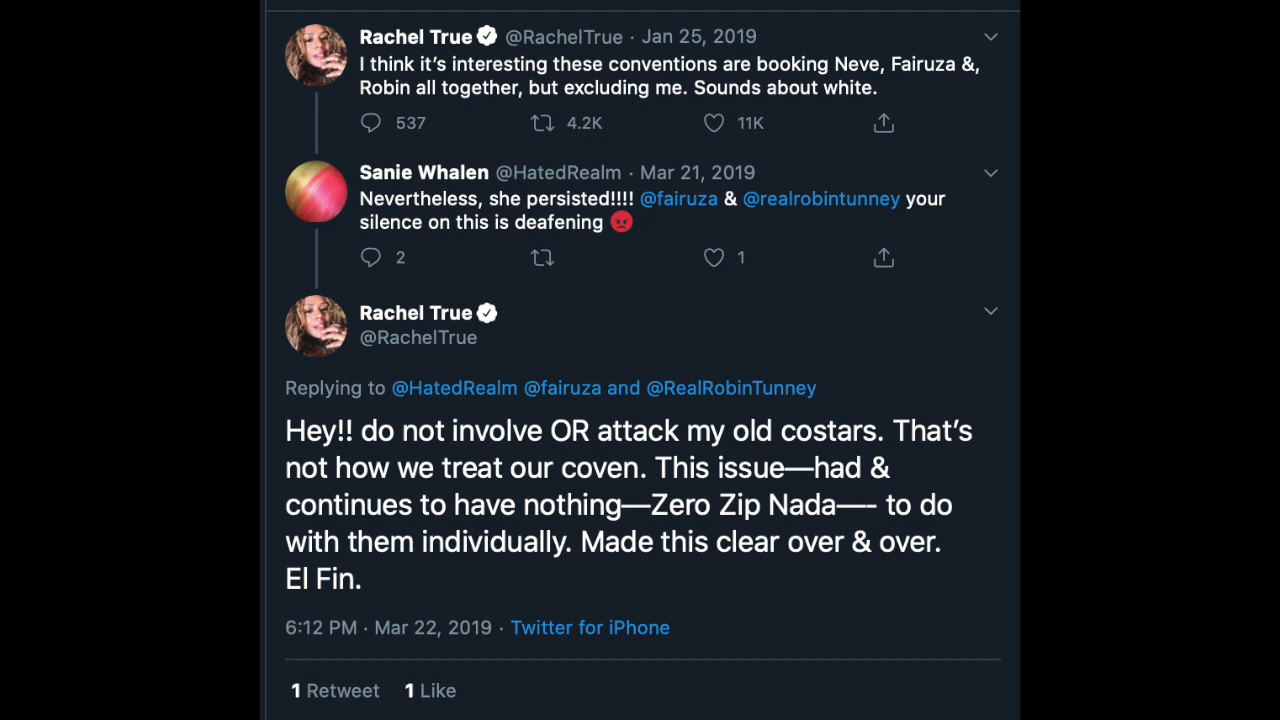 Rachel True @RachelTrue · Jan 25, 2019
I think it's interesting these conventions are booking Neve, Fairuza &,
Robin all together, but excluding me. Sounds about white.
537 4.2K 11K
Sanie Whalen @HatedRealm · Mar 21, 2019
Nevertheless, she persisted!!!! @fairuza & @realrobintunney your
silence on this is deafening 😡
2 1
Rachel True
@RachelTrue
Replying to @HatedRealm @fairuza and @RealRobinTunney
Hey!! do not involve OR attack my old costars. That's
not how we treat our coven. This issue—had &
continues to have nothing—Zero Zip Nada—- to do
with them individually. Made this clear over & over.
El Fin.
6:12 PM · Mar 22, 2019 · Twitter for iPhone
1 Retweet 1 Like